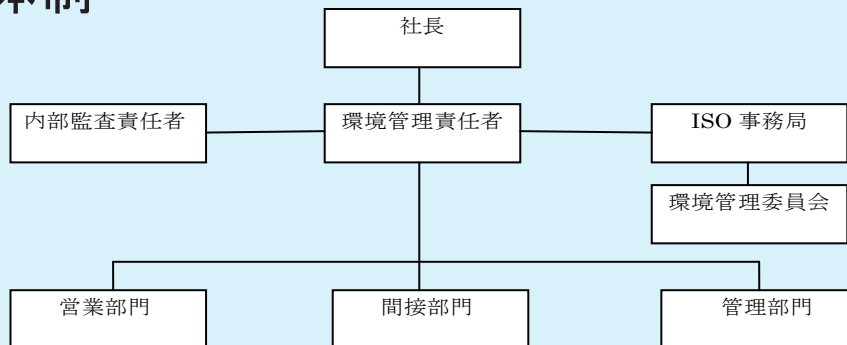 体制
社長
内部監査責任者
環境管理責任者
ISO 事務局
環境管理委員会
営業部門
間接部門
管理部門